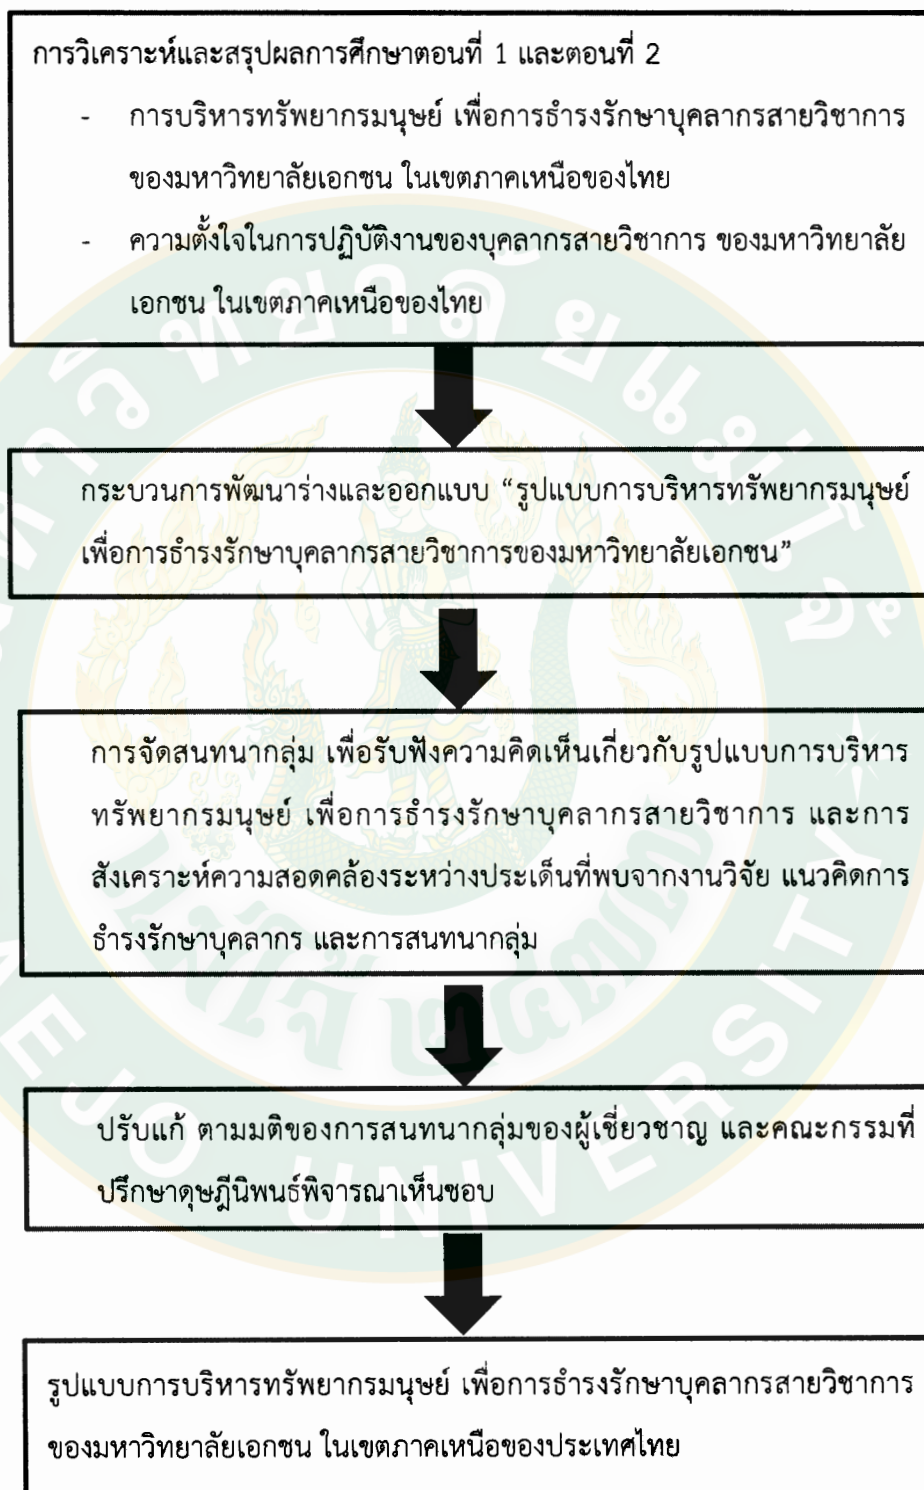 การวิเคราะห์และสรุปผลการศึกษาตอนที่ 1 และตอนที่ 2
- การบริหารทรัพยากรมนุษย์ เพื่อการธำรงรักษาบุคลากรสายวิชาการ
ของมหาวิทยาลัยเอกชน ในเขตภาคเหนือของไทย
- ความตั้งใจในการปฏิบัติงานของบุคลากรสายวิชาการ ของมหาวิทยาลัย
เอกชน ในเขตภาคเหนือของไทย
กระบวนการพัฒนาร่างและออกแบบ “รูปแบบการบริหารทรัพยากรมนุษย์
เพื่อการธำรงรักษาบุคลากรสายวิชาการของมหาวิทยาลัยเอกชน”
การจัดสนทนากลุ่ม เพื่อรับฟังความคิดเห็นเกี่ยวกับรูปแบบการบริหาร
ทรัพยากรมนุษย์ เพื่อการธำรงรักษาบุคลากรสายวิชาการ และการ
สังเคราะห์ความสอดคล้องระหว่างประเด็นที่พบจากงานวิจัย แนวคิดการ
ธำรงรักษาบุคลากร และการสนทนากลุ่ม
ปรับแก้ ตามมติของการสนทนากลุ่มของผู้เชี่ยวชาญ และคณะกรรมที่
ปรึกษาดุษฎีนิพนธ์พิจารณาเห็นชอบ
รูปแบบการบริหารทรัพยากรมนุษย์ เพื่อการธำรงรักษาบุคลากรสายวิชาการ
ของมหาวิทยาลัยเอกชน ในเขตภาคเหนือของประเทศไทย
มหาวิทยาลัยแม่โจ้
แม่โจ้ ๒๔๗๗
AEJO UNIVERSITY